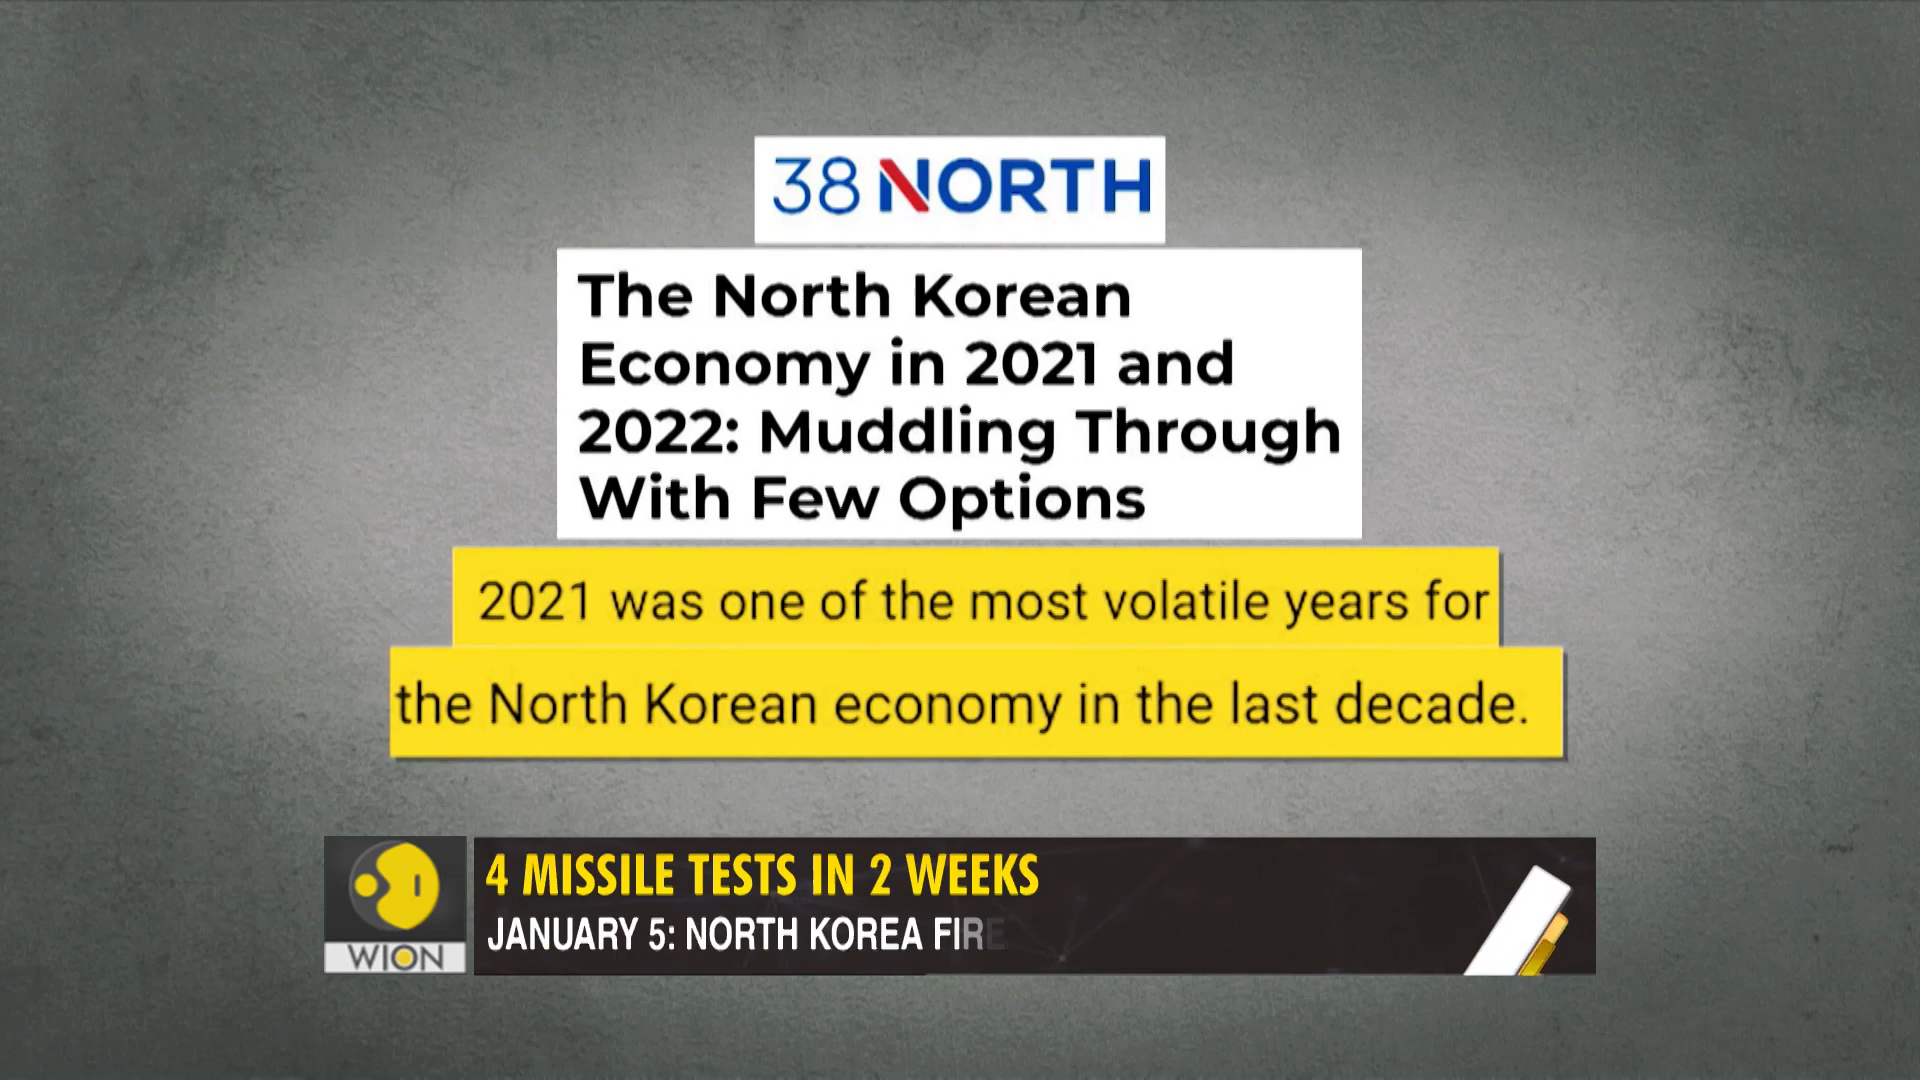 38 NORTH
The North Korean
Economy in 2021 and
2022: Muddling Through
With Few Options
2021 was one of the most volatile years for
the North Korean economy in the last decade.
4 MISSILE TESTS IN 2 WEEKS
JANUARY 5: NORTH KOREA FIRE
WION